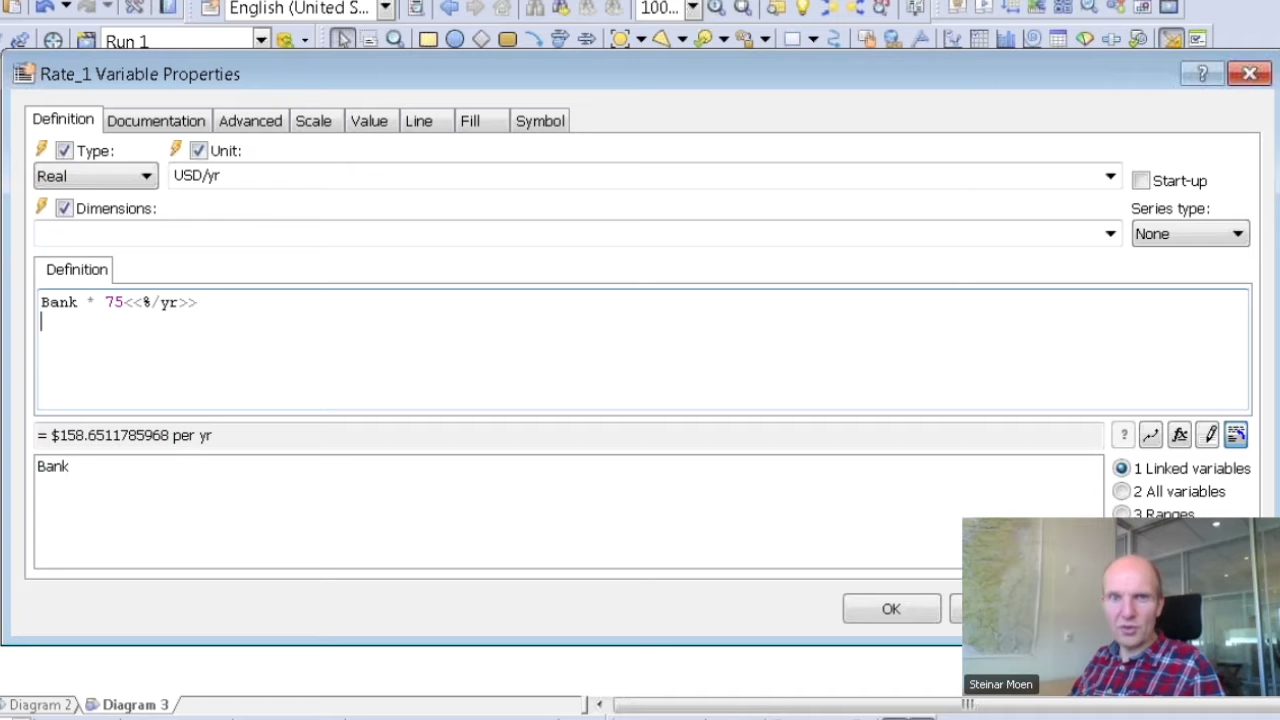 English (United S...
100...
Run 1
Rate_1 Variable Properties
?
Definition
Documentation
Advanced
Scale
Value
Line
Fill
Symbol
Type:
Unit:
Real
USD/yr
Start-up
Dimensions:
Series type:
None
Definition
Bank * 75<<%/yr>>
= $158.6511785968 per yr
?
fx
Bank
1 Linked variables
2 All variables
3 Ranges
OK
Steinar Moen
Diagram 2
Diagram 3